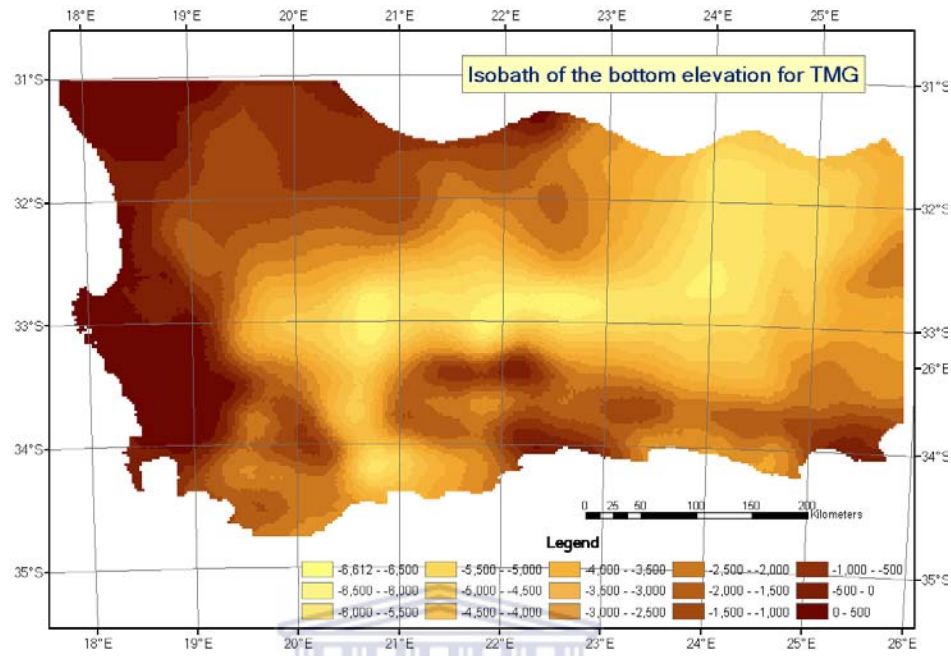 18°E 19°E 20°E 21°E 22°E 23°E 24°E 25°E
Isobath of the bottom elevation for TMG
31°S 31°S
32°S 32°S
33°S 33°S
26°E
34°S 34°S
0 25 50 100 150 200
Kilometers
Legend
-6,612 - -6,500 -5,500 - -5,000 -4,000 - -3,500 -2,500 - -2,000 -1,000 - -500
-6,500 - -6,000 -5,000 - -4,500 -3,500 - -3,000 -2,000 - -1,500 -500 - 0
-6,000 - -5,500 -4,500 - -4,000 -3,000 - -2,500 -1,500 - -1,000 0 - 600
35°S 35°S
18°E 19°E 20°E 21°E 22°E 23°E 24°E 25°E 26°E